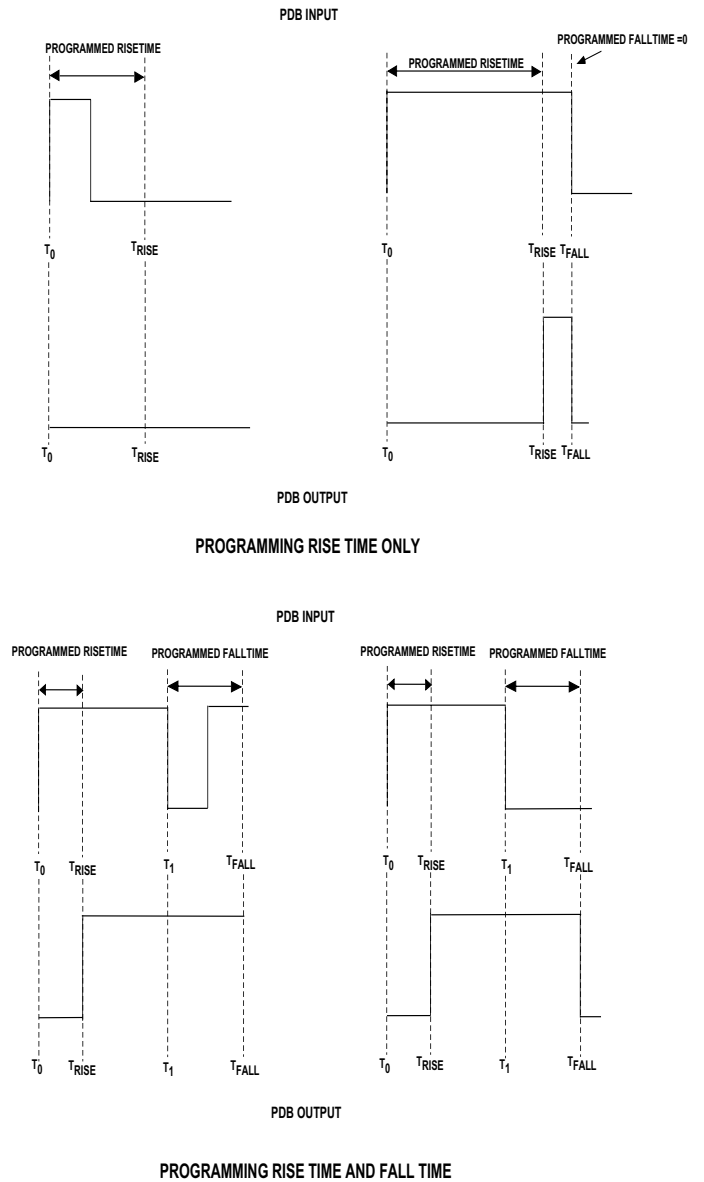 PDB INPUT
PROGRAMMED RISETIME
PROGRAMMED RISETIME
PROGRAMMED FALLTIME =0
T0 TRISE
T0 TRISE TFALL
T0 TRISE
T0 TRISE TFALL
PDB OUTPUT
PROGRAMMING RISE TIME ONLY
PDB INPUT
PROGRAMMED RISETIME PROGRAMMED FALLTIME
PROGRAMMED RISETIME PROGRAMMED FALLTIME
T0 TRISE T1 TFALL
T0 TRISE T1 TFALL
T0 TRISE T1 TFALL
T0 TRISE T1 TFALL
PDB OUTPUT
PROGRAMMING RISE TIME AND FALL TIME